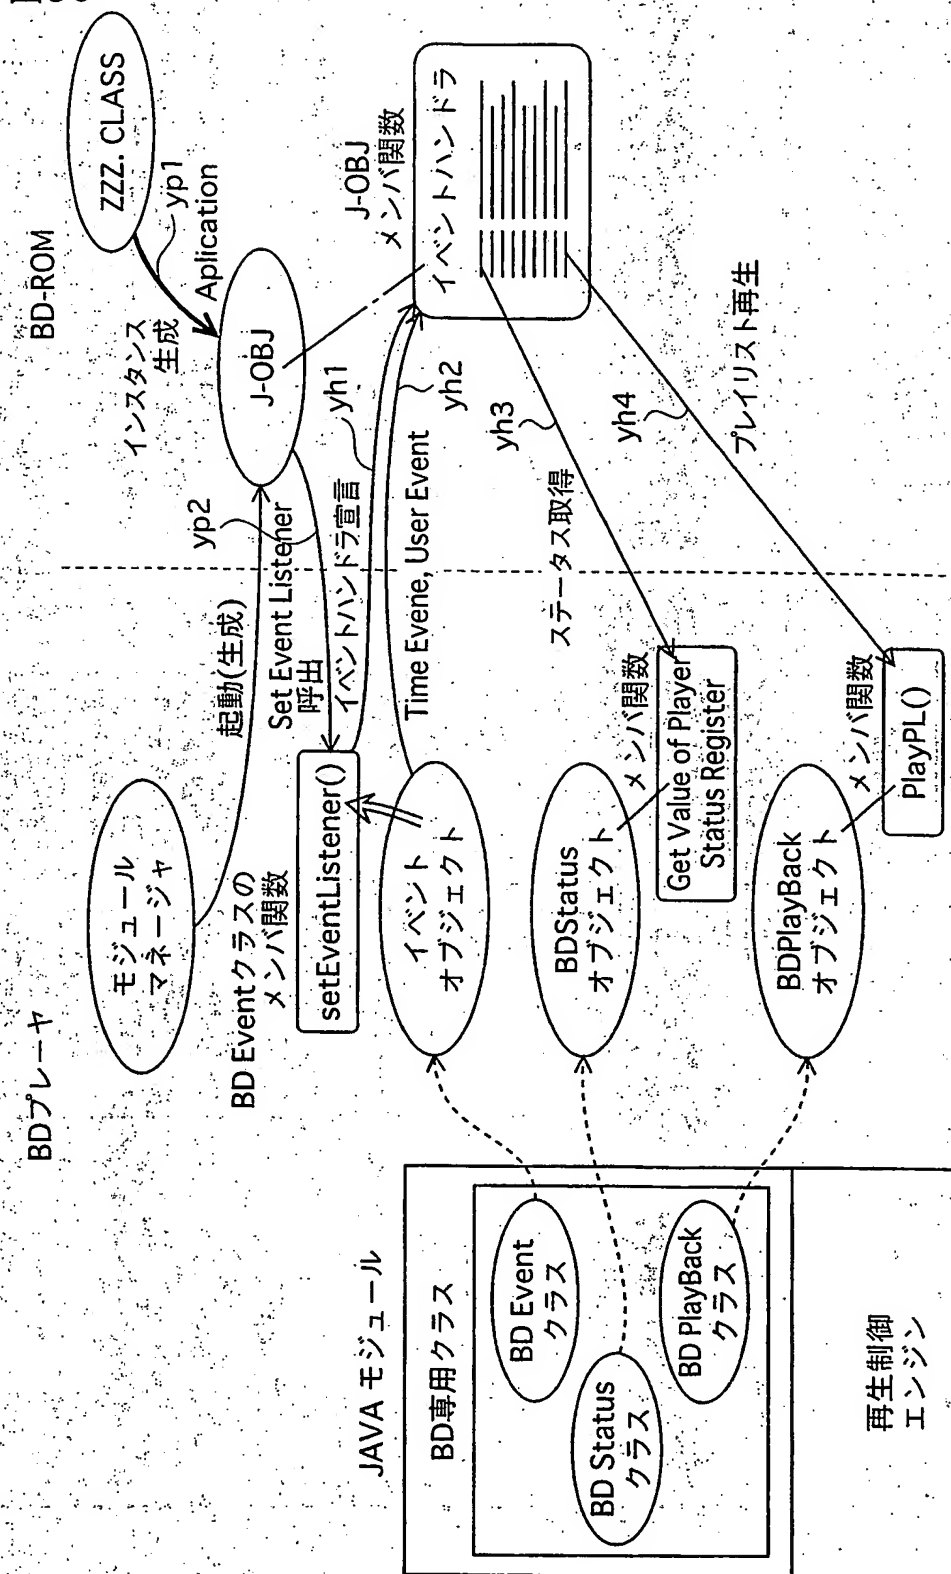 BDプレーヤ
BD-ROM
モジュール
マネージャ
起動(生成)
インスタンス
生成
ZZZ. CLASS
yp1
Aplication
J-OBJ
yp2
Set Event Listener
呼出
BD Eventクラスの
メンバ関数
setEventListener()
イベントハンドラ宣言
yh1
J-OBJ
メンバ関数
イベントハンドラ
Time Evene, User Event
yh2
イベント
オブジェクト
JAVA モジュール
BD専用クラス
BD Event
クラス
BD Status
クラス
BD PlayBack
クラス
BDStatus
オブジェクト
メンバ関数
Get Value of Player
Status Register
ステータス取得
yh3
yh4
プレイリスト再生
BDPlayBack
オブジェクト
メンバ関数
PlayPL()
再生制御
エンジン